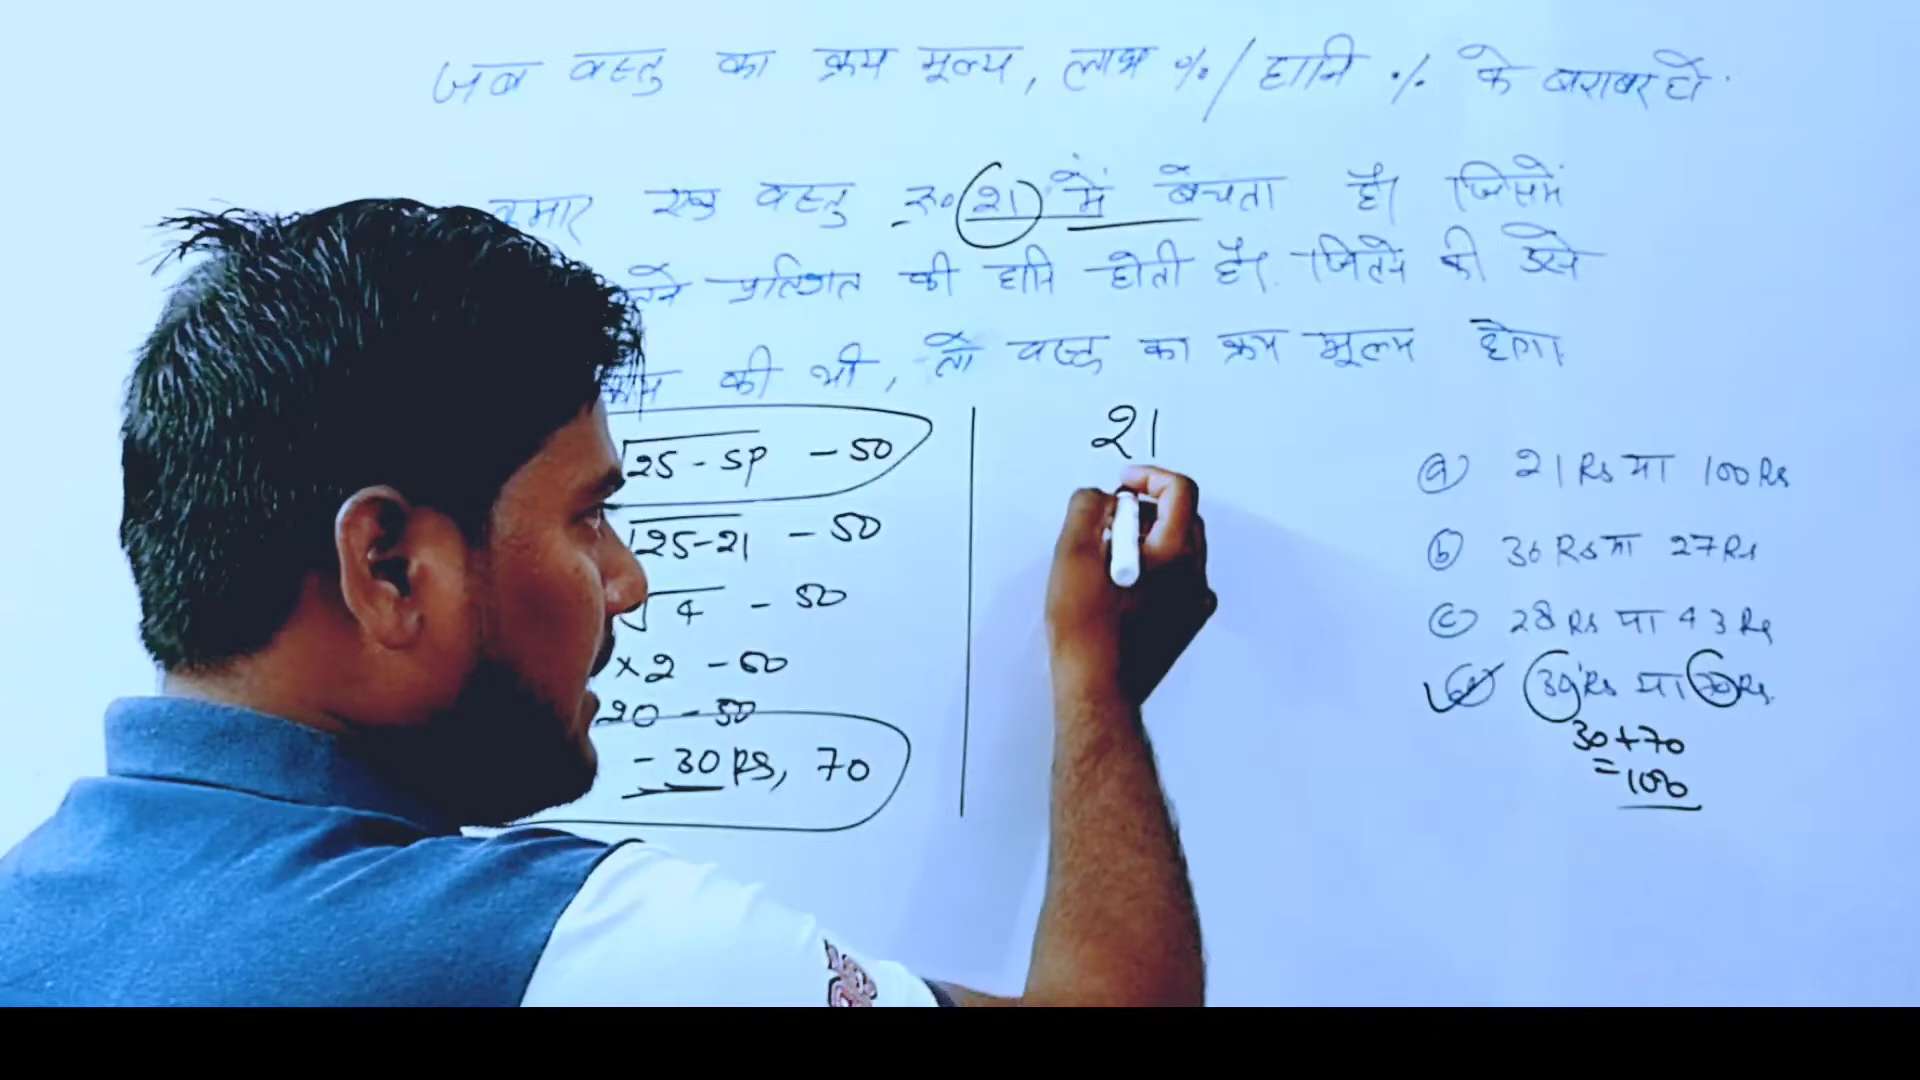 जब वस्तु का क्रय मूल्य, लाभ %/हानि % के बराबर हो.
कुमार एक वस्तु रू० 21 में बेचता है। जिसमें
उतने प्रतिशत की हानि होती है। जितने की उसने
की थी, तो वस्तु का क्रय मूल्य होगा
√25-SP - 50
√25-21 - 50
√4 - 50
×2 - 50
20 - 50
- 30 RS, 70
21
(a) 21 Rs या 100 Rs
(b) 30 Rs या 27 Rs
(c) 28 Rs या 43 Rs
(d) 30 Rs या 70 Rs
30+70
=100